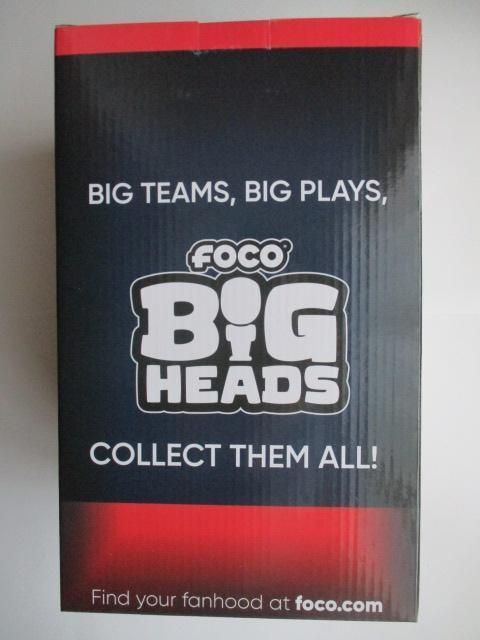 BIG TEAMS, BIG PLAYS,
FOCO®
BIG
HEADS
COLLECT THEM ALL!
Find your fanhood at foco.com